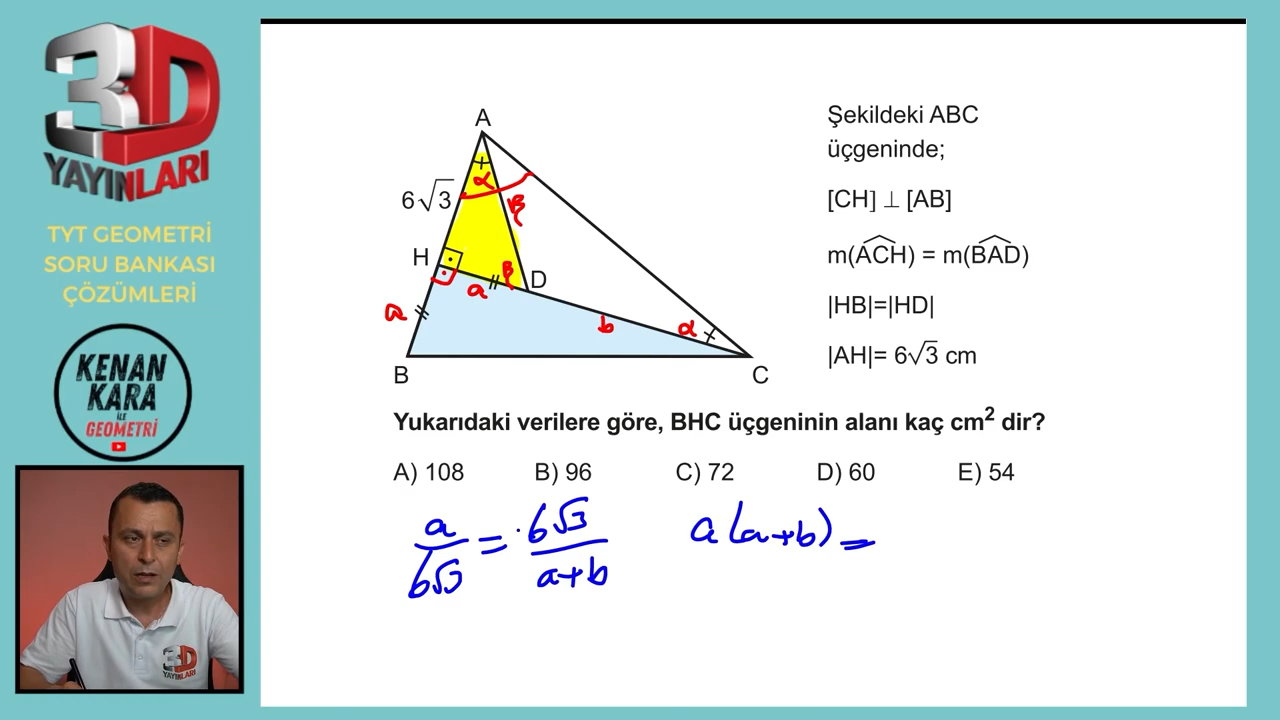 3D
YAYINLARI
TYT GEOMETRİ
SORU BANKASI
ÇÖZÜMLERİ
KENAN
KARA
İLE
GEOMETRİ
3D
YAYINLARI
A
6√3
α
β
H
D
a
β
a
b
α
B
C
Şekildeki ABC
üçgeninde;
[CH] ⊥ [AB]
m(ACH) = m(BAD)
|HB|=|HD|
|AH|= 6√3 cm
Yukarıdaki verilere göre, BHC üçgeninin alanı kaç cm² dir?
A) 108 B) 96 C) 72 D) 60 E) 54
a/6√3 = 6√3/a+b a(a+b) =